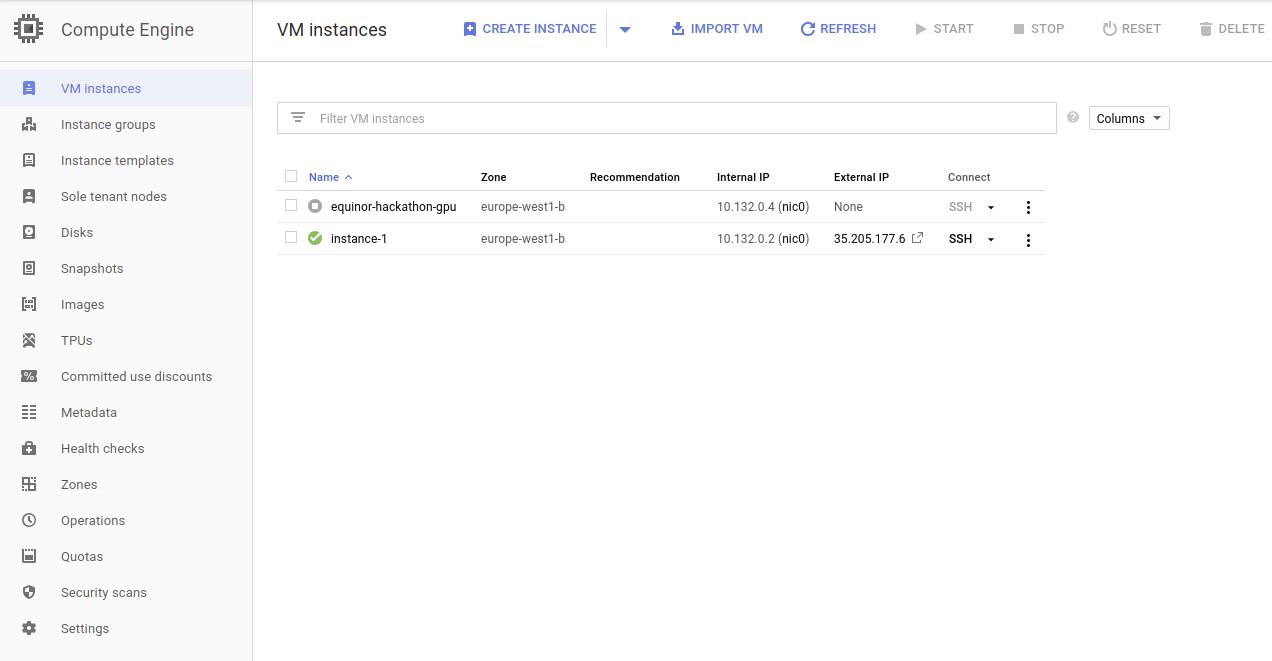 Compute Engine
VM instances
CREATE INSTANCE
IMPORT VM
REFRESH
START
STOP
RESET
DELETE
VM instances
Instance groups
Instance templates
Sole tenant nodes
Disks
Snapshots
Images
TPUs
Committed use discounts
Metadata
Health checks
Zones
Operations
Quotas
Security scans
Settings
Filter VM instances
? Columns
Name Zone Recommendation Internal IP External IP Connect
equinor-hackathon-gpu europe-west1-b 10.132.0.4 (nic0) None SSH
instance-1 europe-west1-b 10.132.0.2 (nic0) 35.205.177.6 SSH